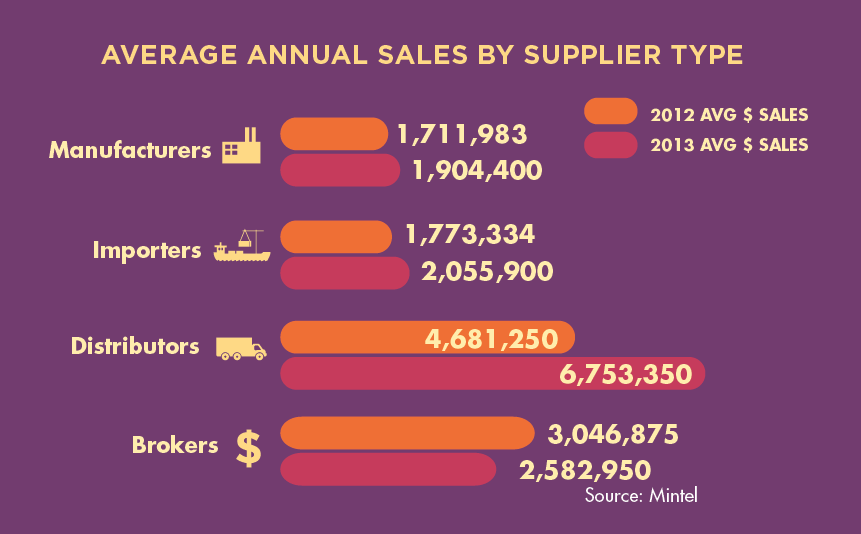 AVERAGE ANNUAL SALES BY SUPPLIER TYPE
2012 AVG $ SALES
2013 AVG $ SALES
Manufacturers
1,711,983
1,904,400
Importers
1,773,334
2,055,900
Distributors
4,681,250
6,753,350
Brokers
$
3,046,875
2,582,950
Source: Mintel